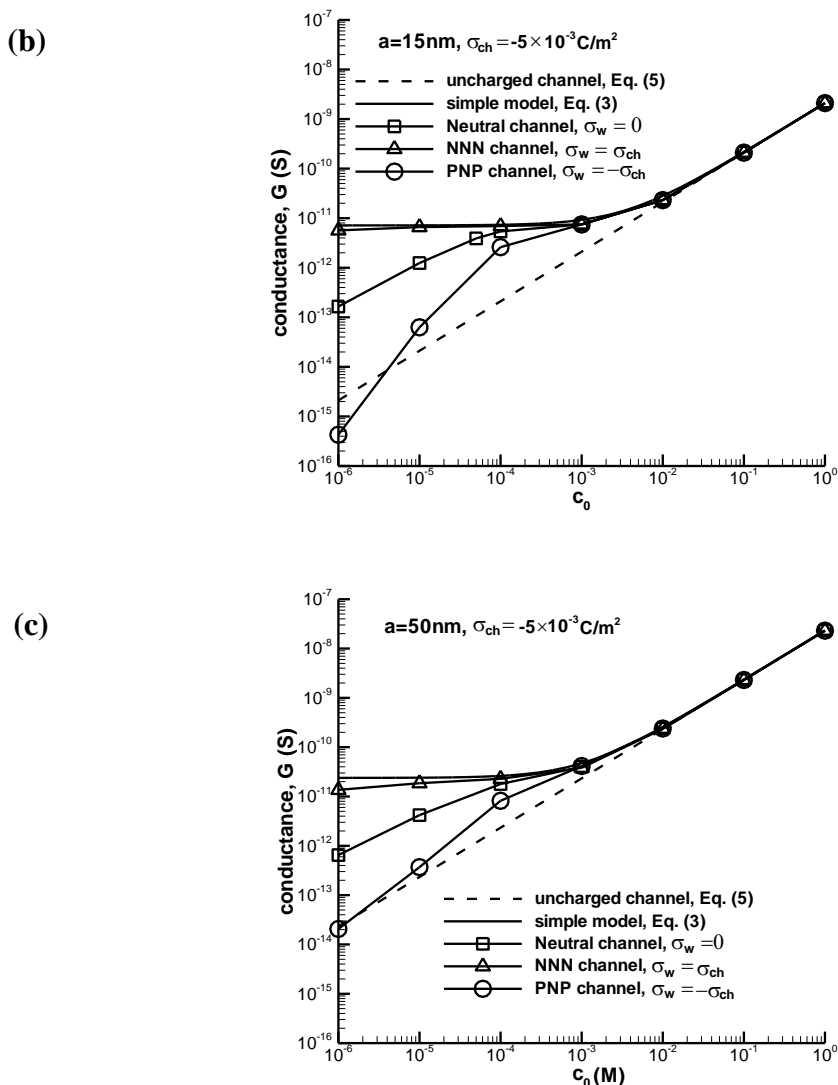 (b)
a=15nm, σch = -5×10⁻³C/m²
uncharged channel, Eq. (5)
simple model, Eq. (3)
Neutral channel, σw = 0
NNN channel, σw = σch
PNP channel, σw = −σch
conductance, G (S)
10⁻⁷
10⁻⁸
10⁻⁹
10⁻¹⁰
10⁻¹¹
10⁻¹²
10⁻¹³
10⁻¹⁴
10⁻¹⁵
10⁻¹⁶
10⁻⁶ 10⁻⁵ 10⁻⁴ 10⁻³ 10⁻² 10⁻¹ 10⁰
c₀
(c)
a=50nm, σch = -5×10⁻³C/m²
conductance, G (S)
10⁻⁷
10⁻⁸
10⁻⁹
10⁻¹⁰
10⁻¹¹
10⁻¹²
10⁻¹³
10⁻¹⁴
10⁻¹⁵
10⁻¹⁶
uncharged channel, Eq. (5)
simple model, Eq. (3)
Neutral channel, σw =0
NNN channel, σw = σch
PNP channel, σw = −σch
10⁻⁶ 10⁻⁵ 10⁻⁴ 10⁻³ 10⁻² 10⁻¹ 10⁰
c₀ (M)